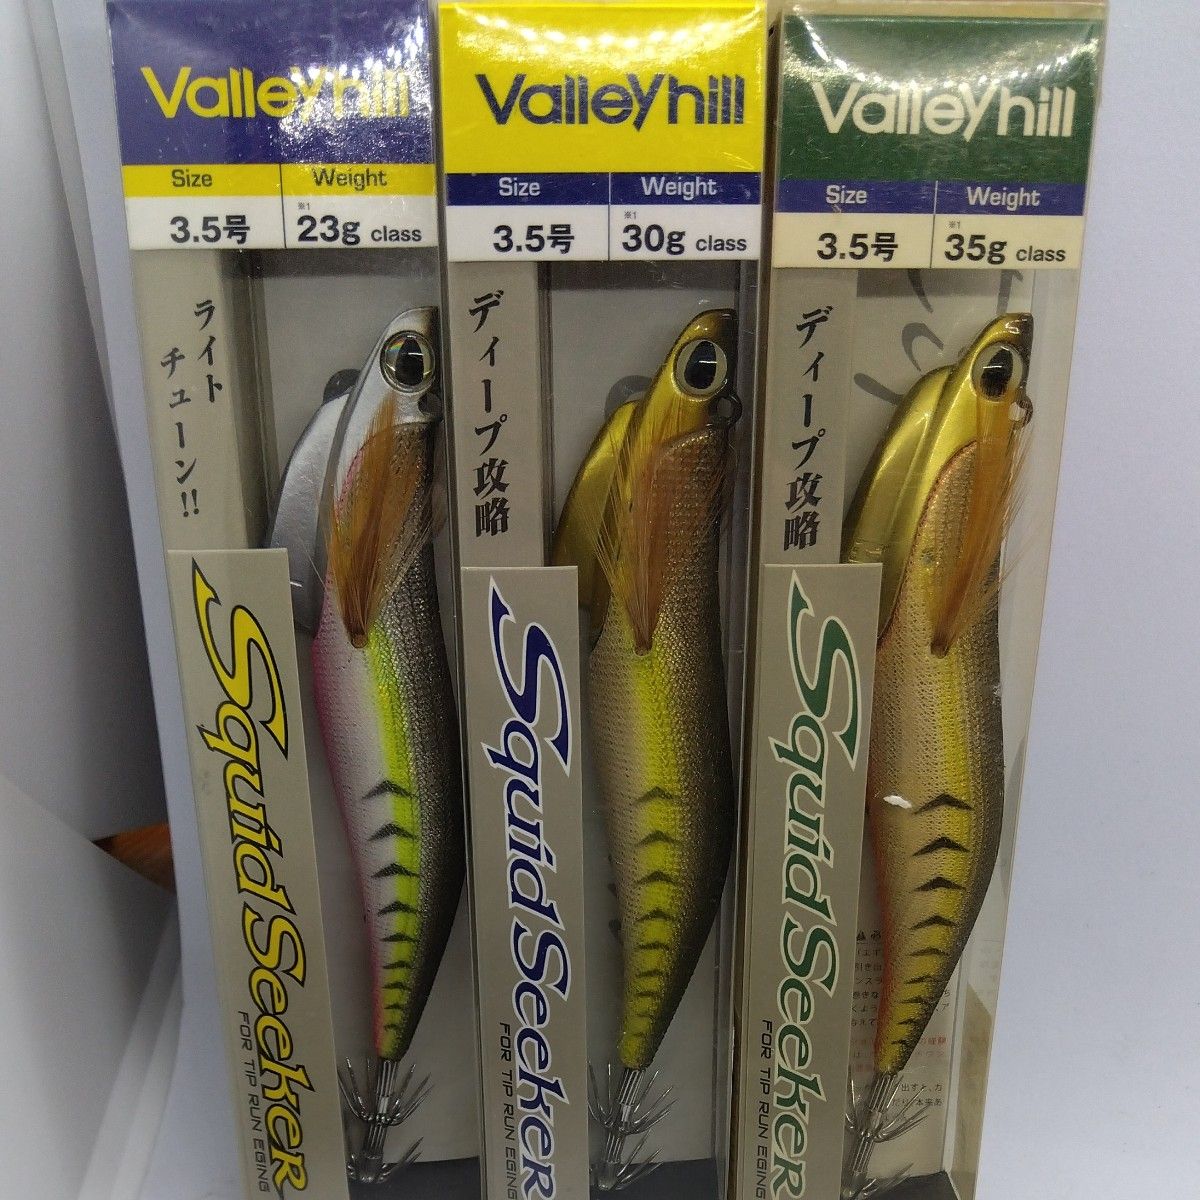 Valleyhill
Size
Weight
3.5号
※1
23g class
ライト
チューン!!
Squid Seeker
FOR TIP RUN EGING
Valleyhill
Size
Weight
3.5号
※1
30g class
ディープ攻略
Squid Seeker
FOR TIP RUN EGING
Valleyhill
Size
Weight
3.5号
※1
35g class
ディープ攻略
Squid Seeker
FOR TIP RUN EGING